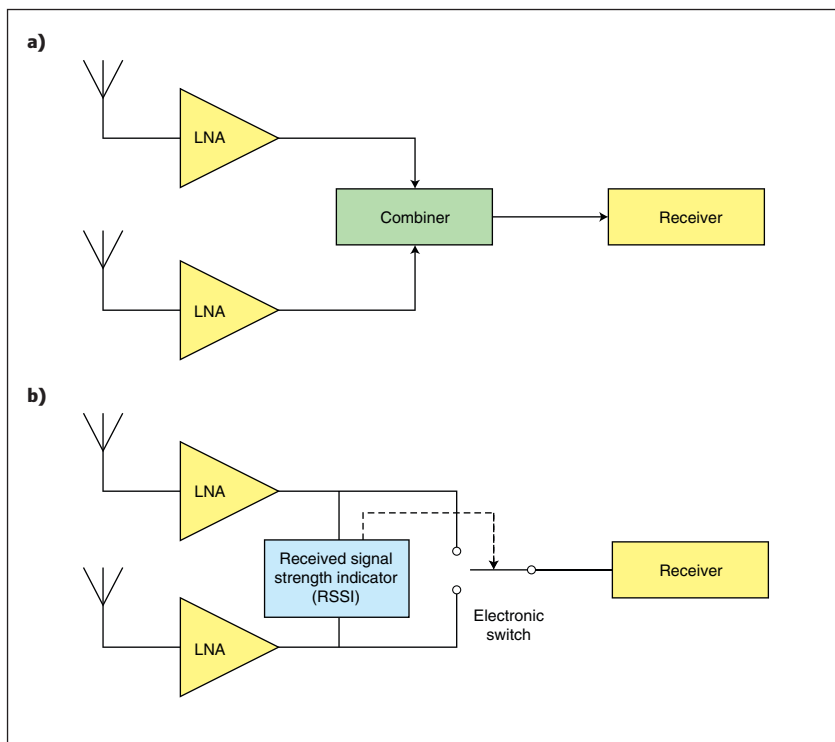 a)
LNA
Combiner
Receiver
LNA
b)
LNA
Received signal
strength indicator
(RSSI)
Receiver
Electronic
switch
LNA